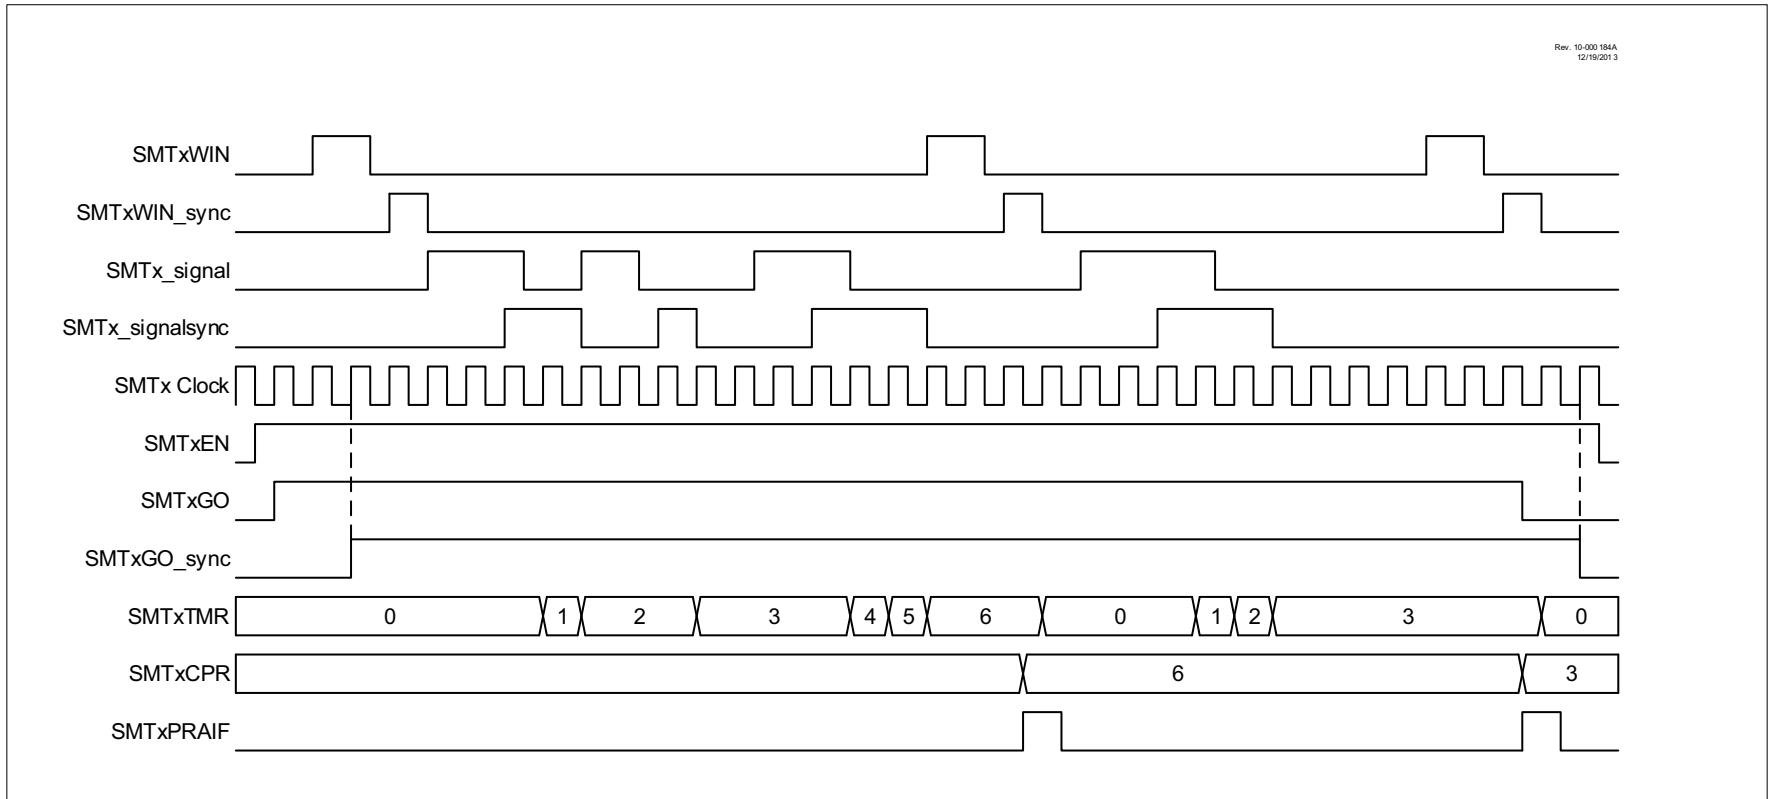 Rev. 10-000 184A
12/19/201 3
SMTxWIN
SMTxWIN_sync
SMTx_signal
SMTx_signalsync
SMTx Clock
SMTxEN
SMTxGO
SMTxGO_sync
SMTxTMR 0 1 2 3 4 5 6 0 1 2 3 0
SMTxCPR 6 3
SMTxPRAIF